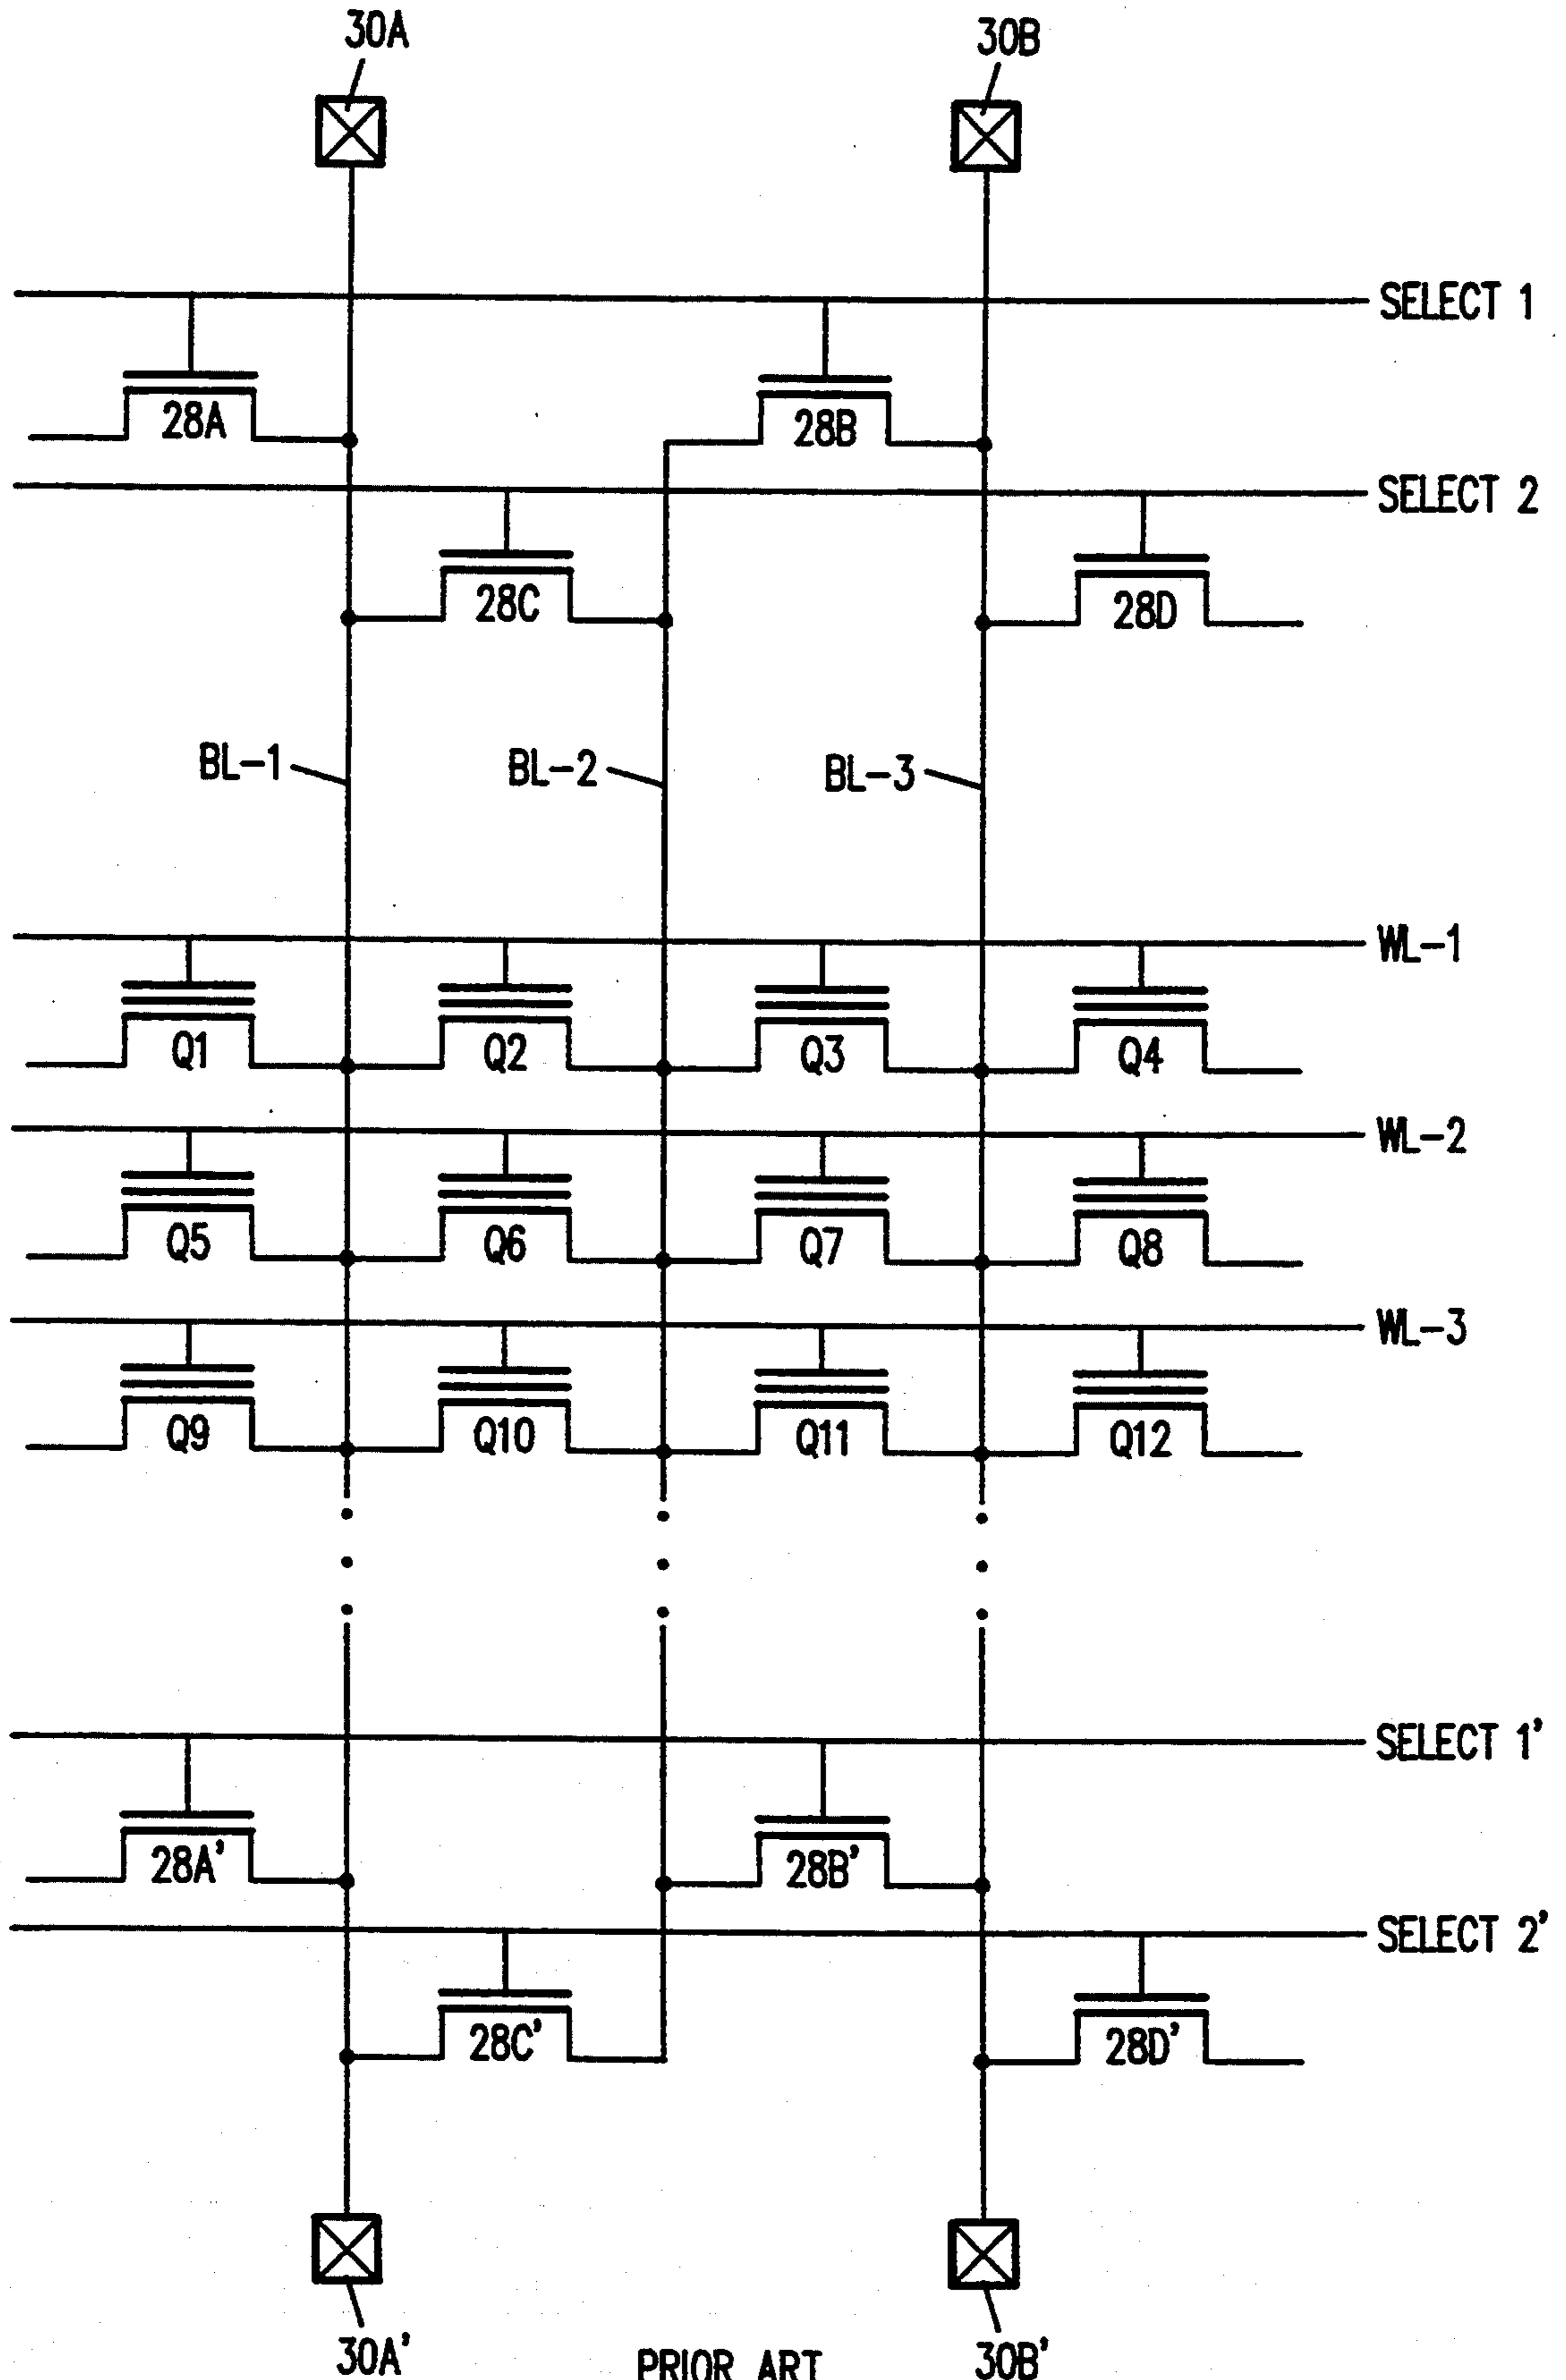 30A 30B
SELECT 1
28A 28B
SELECT 2
28C 28D
BL-1 BL-2 BL-3
WL-1
Q1 Q2 Q3 Q4
WL-2
Q5 Q6 Q7 Q8
WL-3
Q9 Q10 Q11 Q12
SELECT 1'
28A' 28B'
SELECT 2'
28C' 28D'
30A' PRIOR ART 30B'